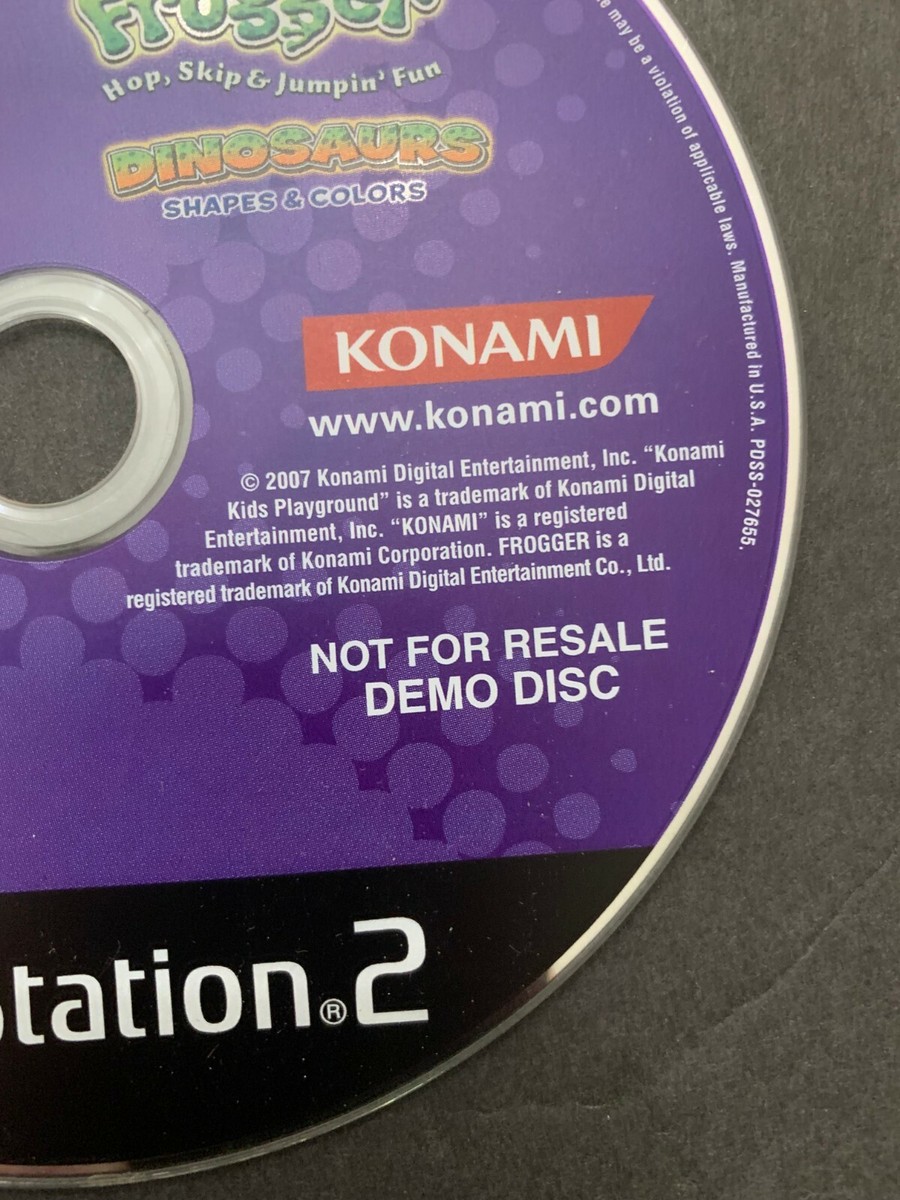 Frogger
Hop, Skip & Jumpin' Fun
DINOSAURS
SHAPES & COLORS
KONAMI
www.konami.com
© 2007 Konami Digital Entertainment, Inc. "Konami
Kids Playground" is a trademark of Konami Digital
Entertainment, Inc. "KONAMI" is a registered
trademark of Konami Corporation. FROGGER is a
registered trademark of Konami Digital Entertainment Co., Ltd.
NOT FOR RESALE
DEMO DISC
may be a violation of applicable laws. Manufactured in U.S.A. PDSS-027655.
tation®2